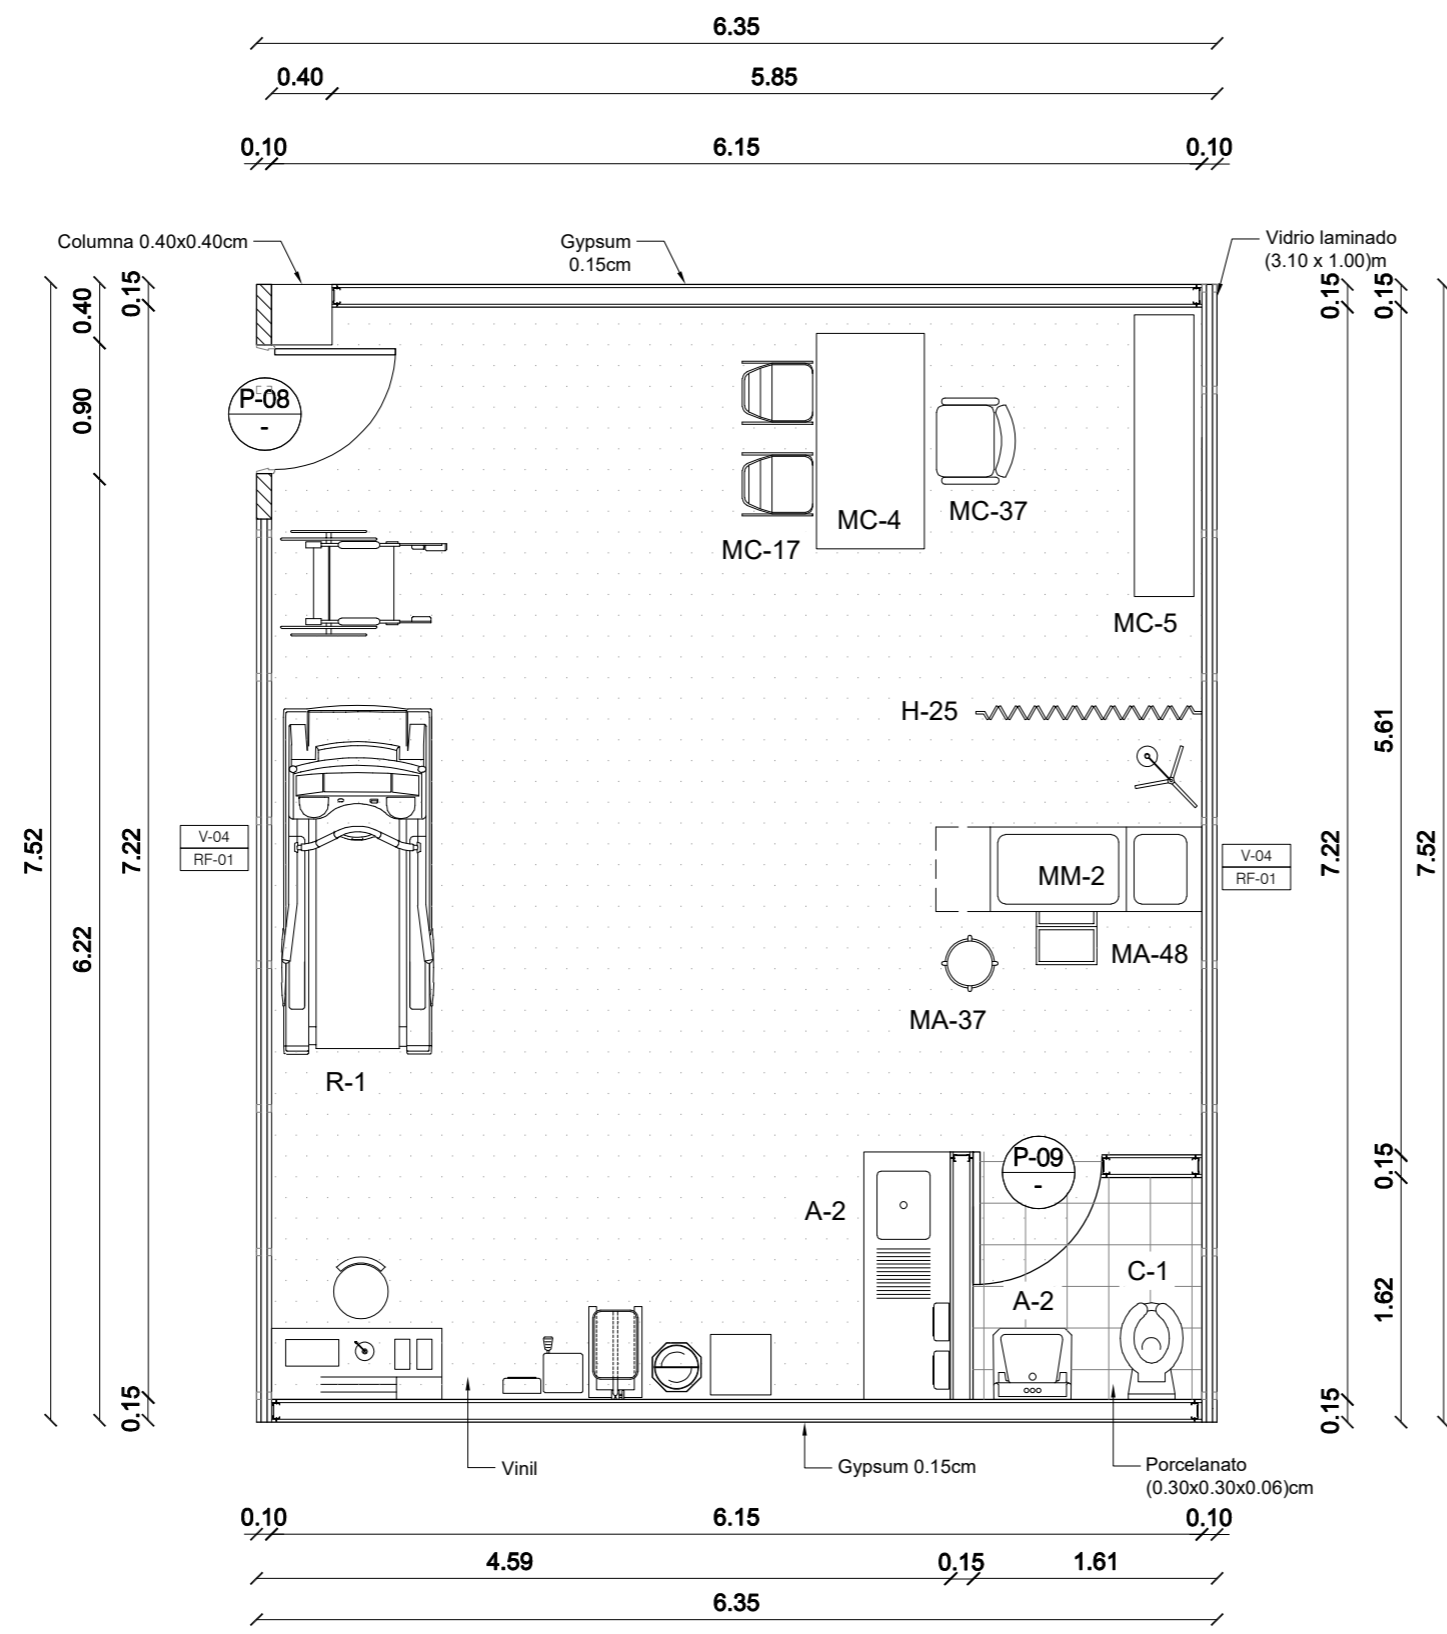 6.35
0.40
5.85
0.10
6.15
0.10
Columna 0.40x0.40cm
Gypsum
0.15cm
Vidrio laminado
(3.10 x 1.00)m
0.40
0.15
0.15
0.15
0.90
P-08
-
MC-17
MC-4
MC-37
MC-5
H-25
5.61
7.52
7.22
6.22
V-04
RF-01
MM-2
V-04
RF-01
7.22
7.52
MA-48
MA-37
R-1
P-09
-
0.15
A-2
C-1
A-2
1.62
0.15
0.15
Vinil
Gypsum 0.15cm
Porcelanato
(0.30x0.30x0.06)cm
0.10
6.15
0.10
4.59
0.15
1.61
6.35